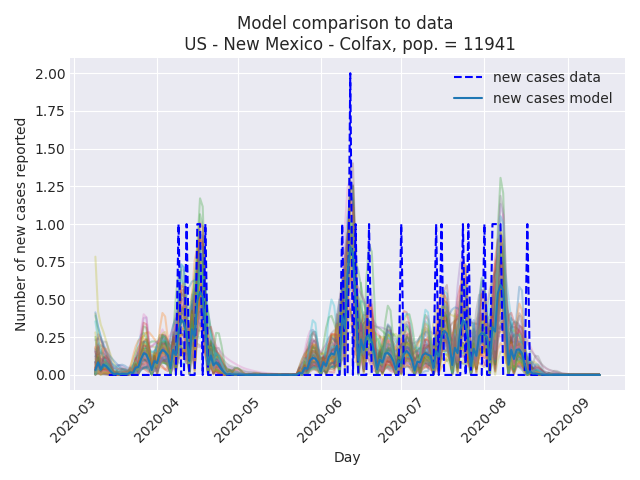 Model comparison to data
US - New Mexico - Colfax, pop. = 11941
new cases data
new cases model
Number of new cases reported
2.00
1.75
1.50
1.25
1.00
0.75
0.50
0.25
0.00
2020-03
2020-04
2020-05
2020-06
2020-07
2020-08
2020-09
Day